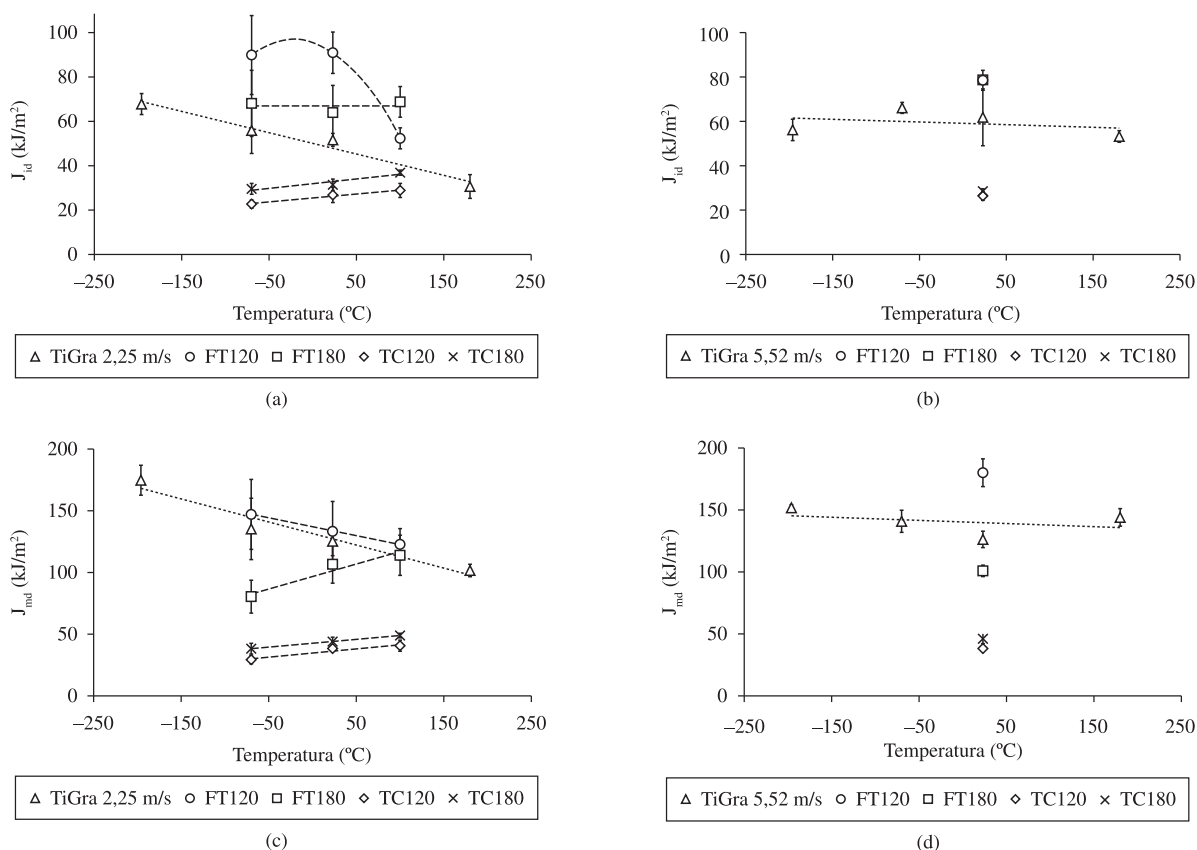 100
80
60
40
20
0
J_id (kJ/m²)
–250 –150 –50 50 150 250
Temperatura (ºC)
TiGra 2,25 m/s FT120 FT180 TC120 TC180
(a)
100
80
60
40
20
0
J_id (kJ/m²)
–250 –150 –50 50 150 250
Temperatura (ºC)
TiGra 5,52 m/s FT120 FT180 TC120 TC180
(b)
200
150
100
50
0
J_md (kJ/m²)
–250 –150 –50 50 150 250
Temperatura (ºC)
TiGra 2,25 m/s FT120 FT180 TC120 TC180
(c)
200
150
100
50
0
J_md (kJ/m²)
–250 –150 –50 50 150 250
Temperatura (ºC)
TiGra 5,52 m/s FT120 FT180 TC120 TC180
(d)